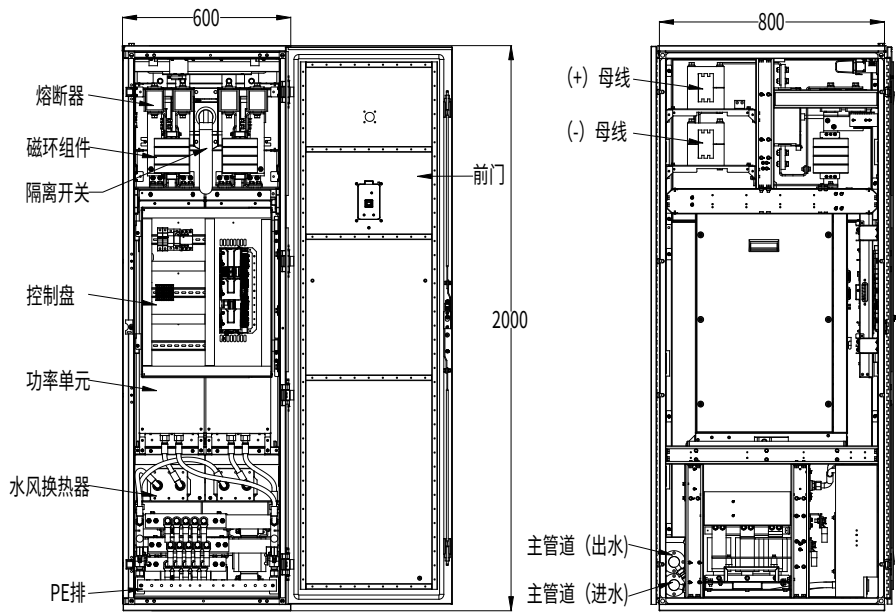 600
800
熔断器
磁环组件
隔离开关
控制盘
功率单元
水风换热器
PE排
前门
2000
(+) 母线
(-) 母线
主管道 (出水)
主管道 (进水)